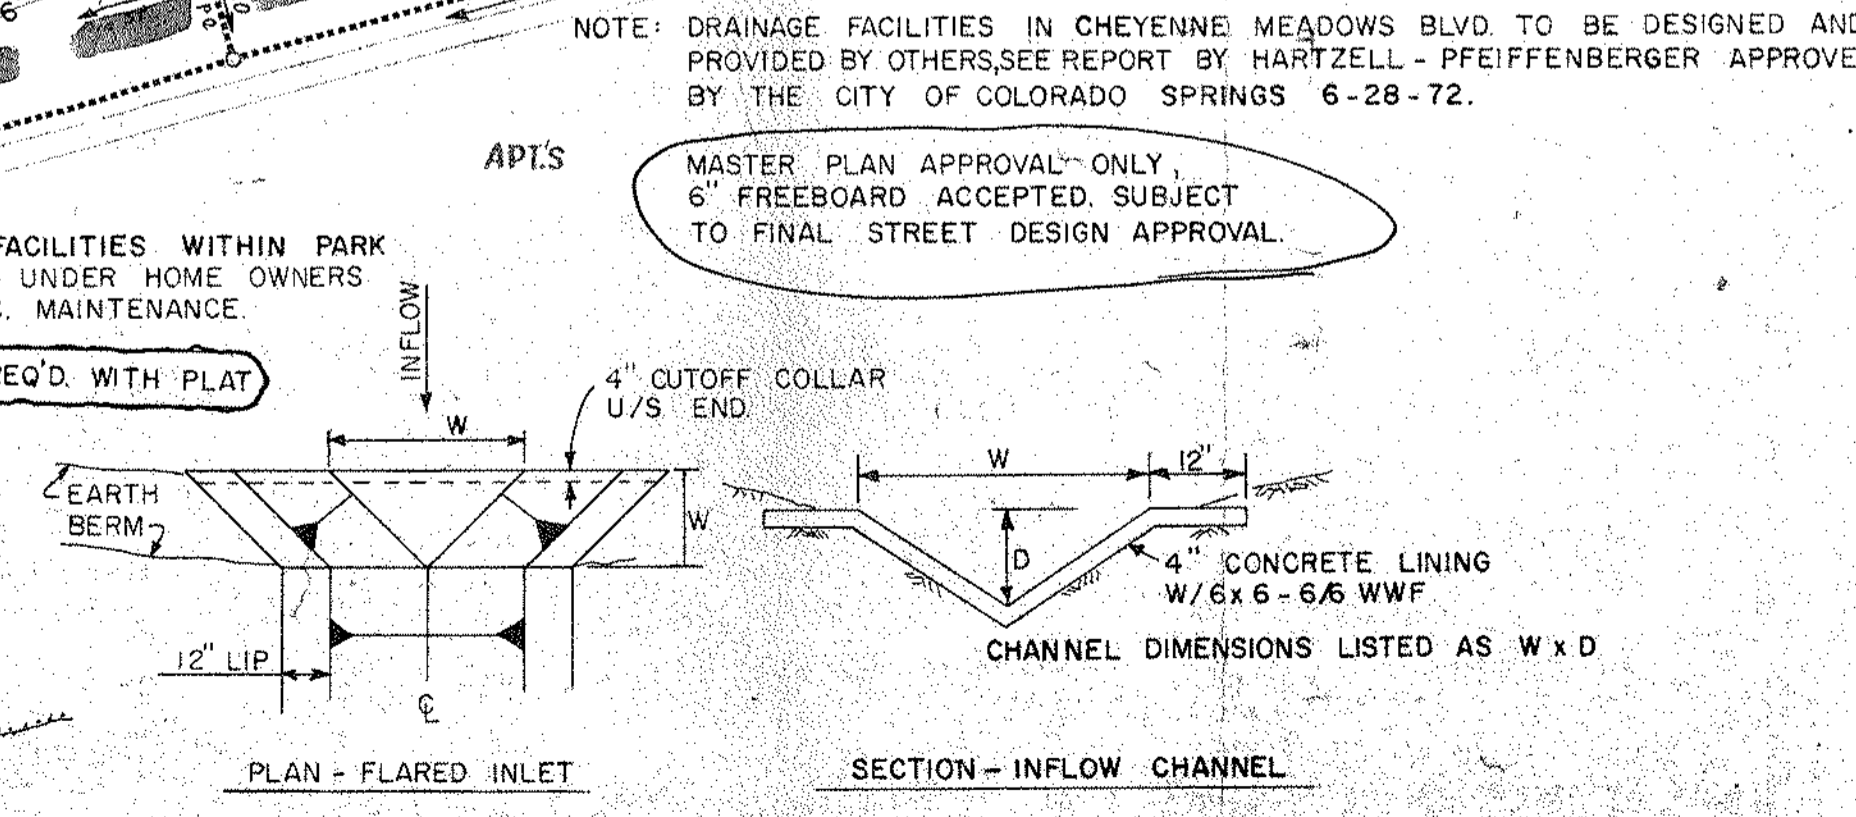 NOTE: DRAINAGE FACILITIES IN CHEYENNE MEADOWS BLVD. TO BE DESIGNED AND
PROVIDED BY OTHERS,SEE REPORT BY HARTZELL - PFEIFFENBERGER APPROVE
BY THE CITY OF COLORADO SPRINGS 6-28-72.
APT.'S
MASTER PLAN APPROVAL ONLY,
6" FREEBOARD ACCEPTED. SUBJECT
TO FINAL STREET DESIGN APPROVAL.
FACILITIES WITHIN PARK
UNDER HOME OWNERS
MAINTENANCE.
EQ'D. WITH PLAT
INFLOW
4" CUTOFF COLLAR
U/S END
W
EARTH
BERM
W
12" LIP
℄
PLAN - FLARED INLET
W
12"
D
4" CONCRETE LINING
W/6x6-6/6 WWF
CHANNEL DIMENSIONS LISTED AS W x D
SECTION - INFLOW CHANNEL